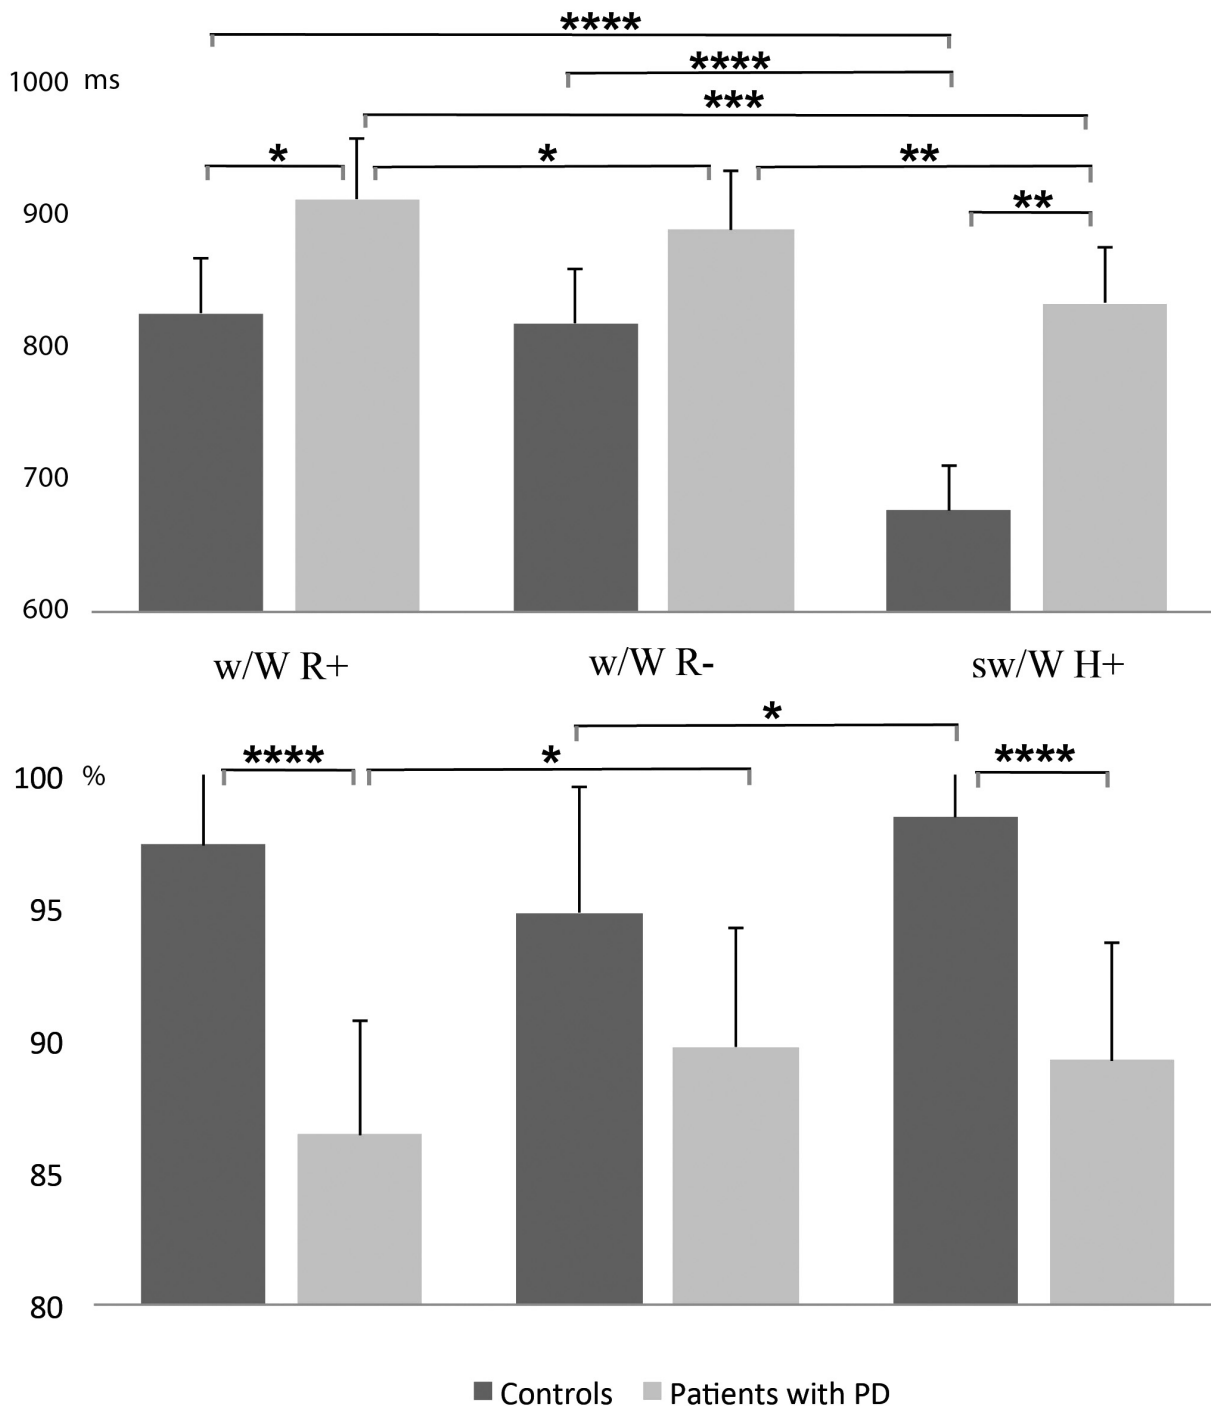 ****
****
1000 ms
***
* * **
900
**
800
700
600
w/W R+ w/W R- sw/W H+
*
**** * ****
100 %
95
90
85
80
Controls Patients with PD